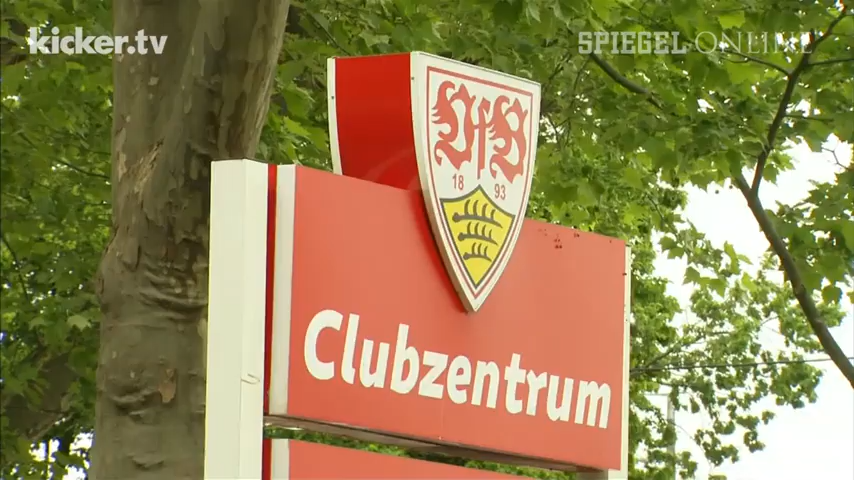 kicker.tv
SPIEGEL ONLINE
VfB
18 93
Clubzentrum